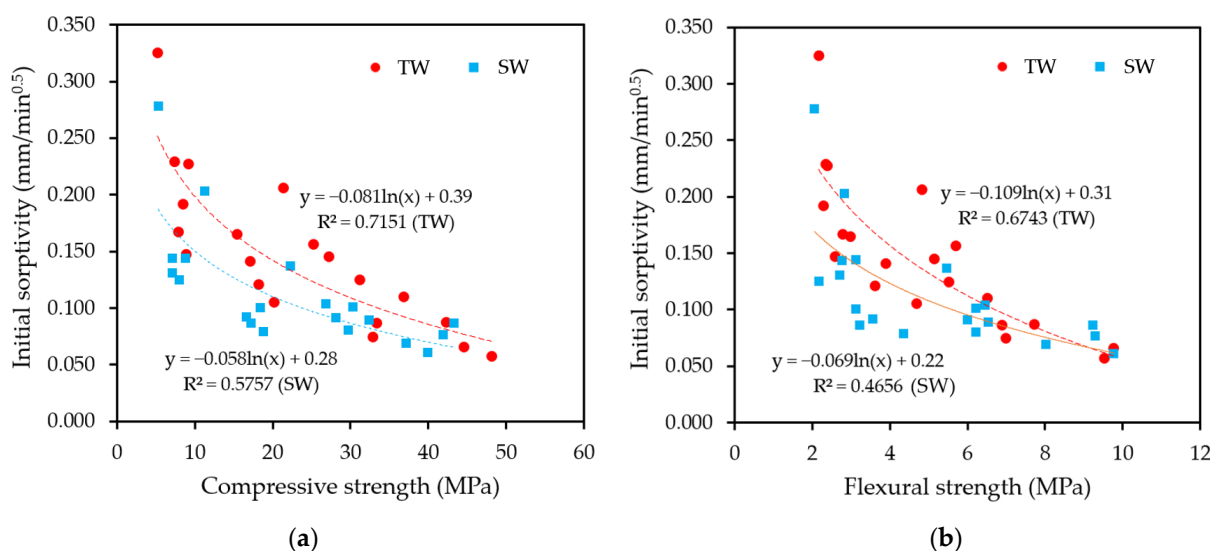 (a)
Initial sorptivity (mm/min^0.5)
0.350
0.300
0.250
0.200
0.150
0.100
0.050
0.000
TW SW
y = −0.081ln(x) + 0.39
R² = 0.7151 (TW)
y = −0.058ln(x) + 0.28
R² = 0.5757 (SW)
0 10 20 30 40 50 60
Compressive strength (MPa)
(b)
Initial sorptivity (mm/min^0.5)
0.350
0.300
0.250
0.200
0.150
0.100
0.050
0.000
TW SW
y = −0.109ln(x) + 0.31
R² = 0.6743 (TW)
y = −0.069ln(x) + 0.22
R² = 0.4656 (SW)
0 2 4 6 8 10 12
Flexural strength (MPa)